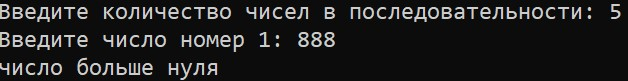 Введите количество чисел в последовательности: 5
Введите число номер 1: 888
число больше нуля